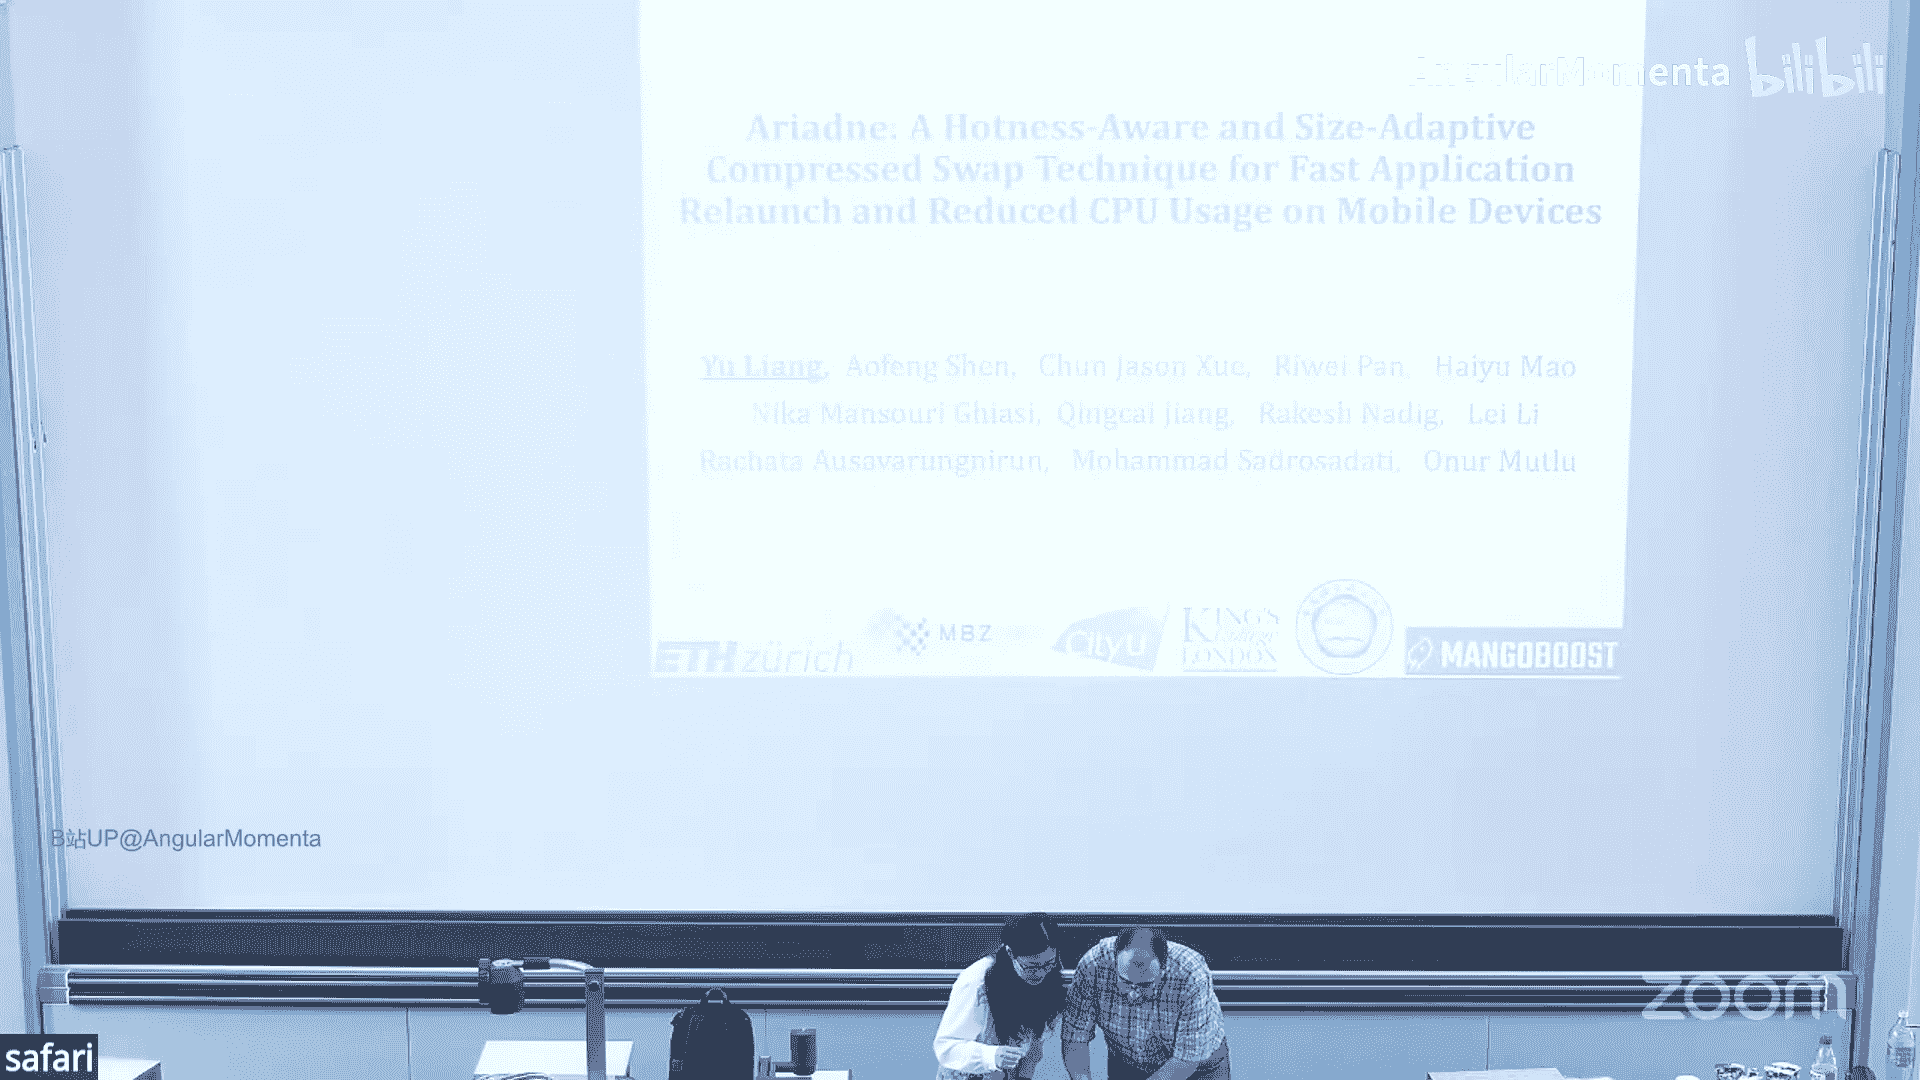 AngularMomenta bilibili
Ariadne: A Hotness-Aware and Size-Adaptive
Compressed Swap Technique for Fast Application
Relaunch and Reduced CPU Usage on Mobile Devices
Yu Liang, Aofeng Shen, Chun Jason Xue, Riwei Pan, Haiyu Mao
Nika Mansouri Ghiasi, Qingcai Jiang, Rakesh Nadig, Lei Li
Rachata Ausavarungnirun, Mohammad Sadrosadati, Onur Mutlu
ETH zürich
MBZ
CityU
KING'S
College
LONDON
MANGOBOOST
B站UP@AngularMomenta
zoom
safari